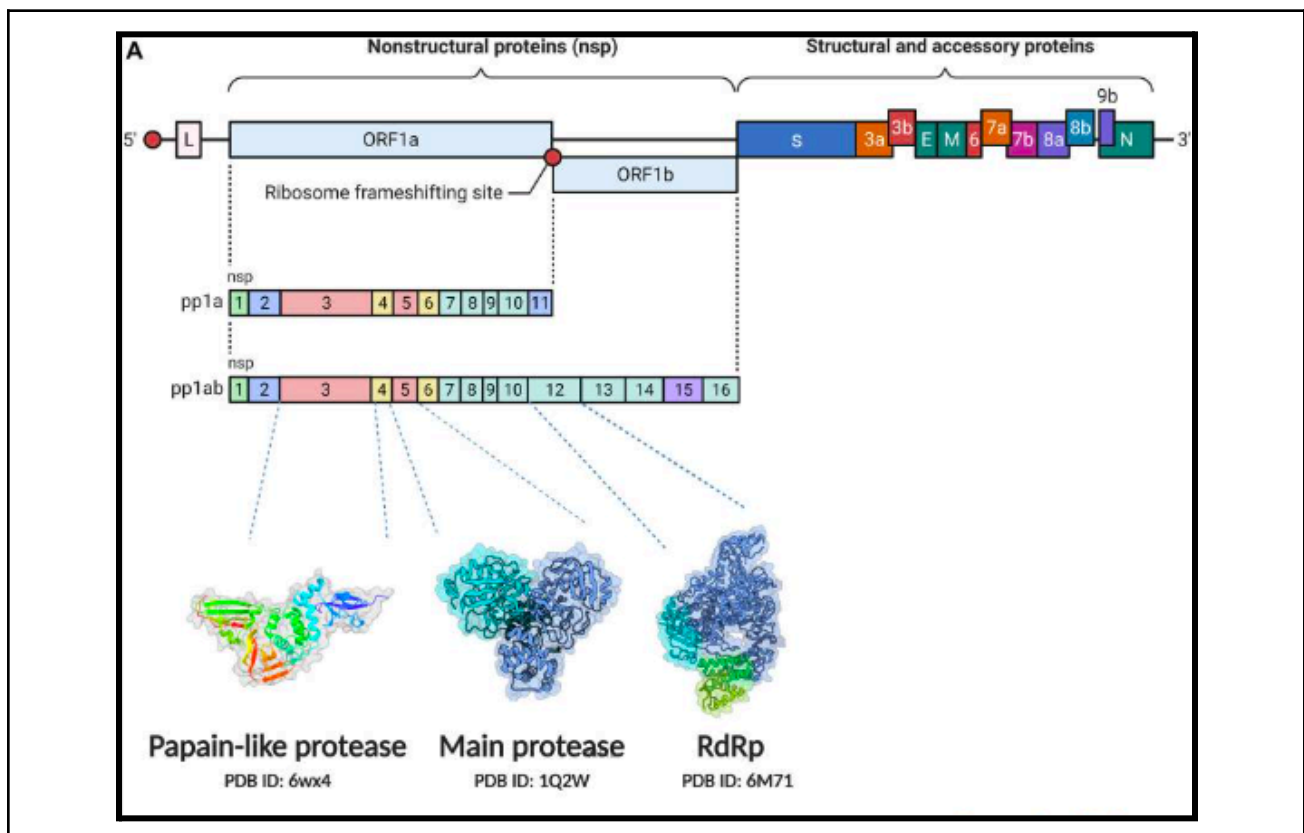 A
Nonstructural proteins (nsp)
Structural and accessory proteins
9b
5' L ORF1a S 3a 3b E M 6 7a 7b 8a 8b N 3'
ORF1b
Ribosome frameshifting site
nsp
pp1a 1 2 3 4 5 6 7 8 9 10 11
nsp
pp1ab 1 2 3 4 5 6 7 8 9 10 12 13 14 15 16
Papain-like protease Main protease RdRp
PDB ID: 6wx4 PDB ID: 1Q2W PDB ID: 6M71